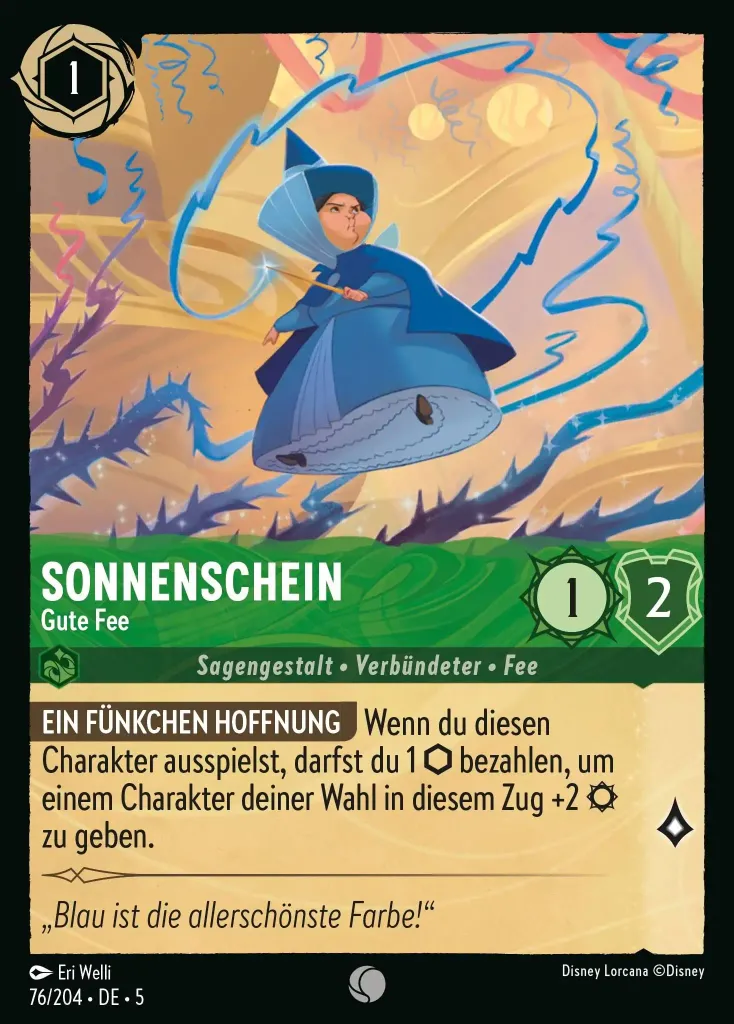 1
SONNENSCHEIN
Gute Fee
1
2
Sagengestalt • Verbündeter • Fee
EIN FÜNKCHEN HOFFNUNG Wenn du diesen
Charakter ausspielst, darfst du 1 ⬡ bezahlen, um
einem Charakter deiner Wahl in diesem Zug +2 ¤
zu geben.
„Blau ist die allerschönste Farbe!“
Eri Welli
Disney Lorcana ©Disney
76/204 • DE • 5